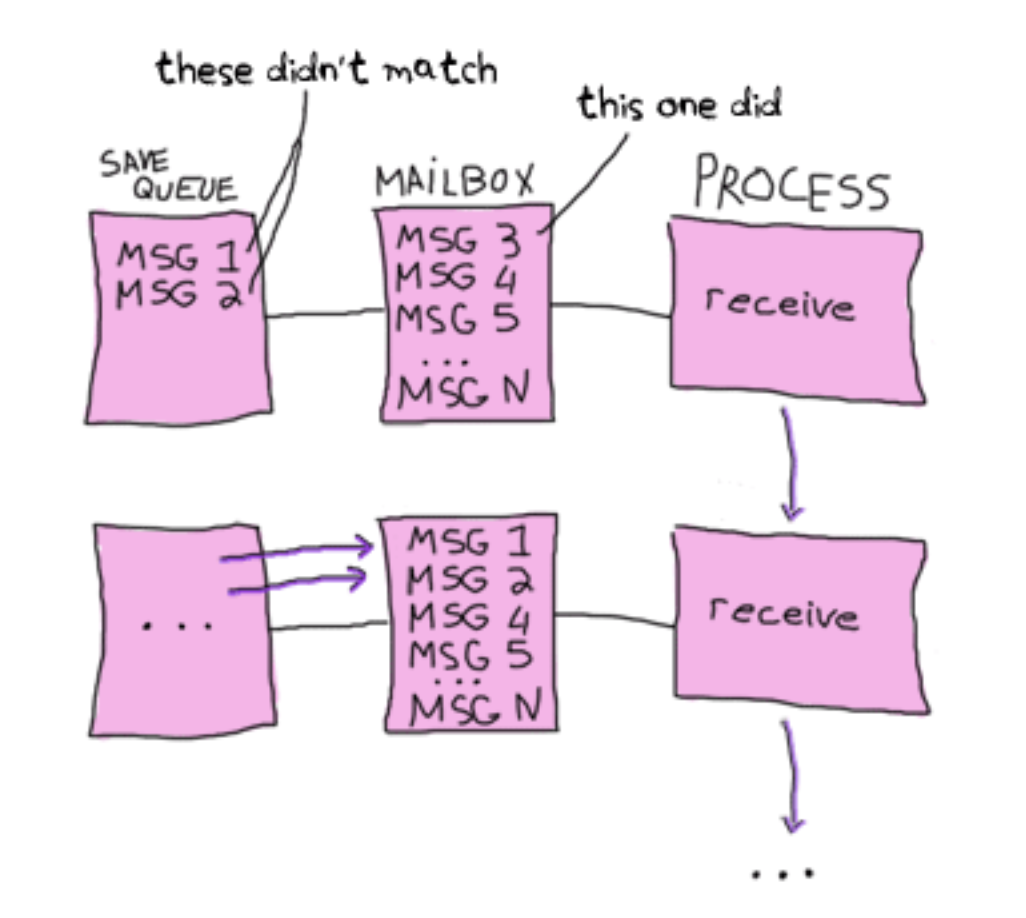 these didn't match
this one did
SAVE
QUEUE
MAILBOX
PROCESS
MSG 1
MSG 2
MSG 3
MSG 4
MSG 5
...
MSG N
receive
...
MSG 1
MSG 2
MSG 4
MSG 5
...
MSG N
receive
...